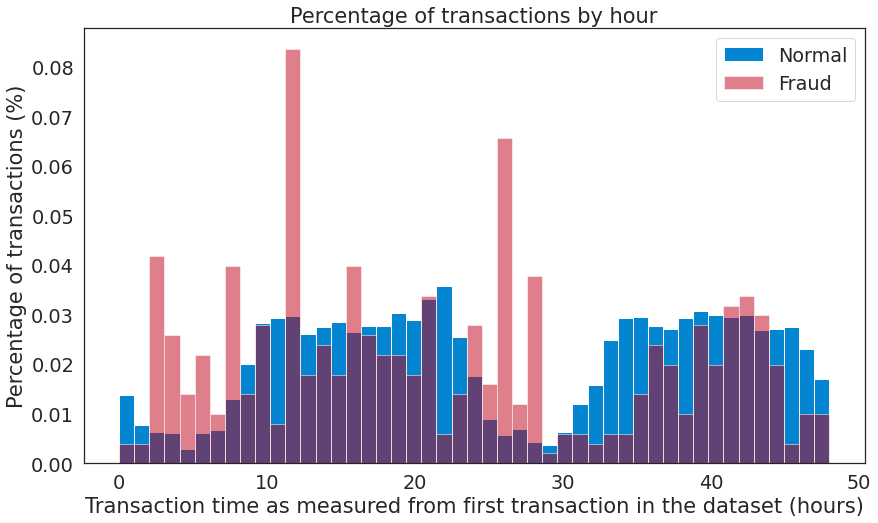 Percentage of transactions by hour
Normal
Fraud
Percentage of transactions (%)
0.08
0.07
0.06
0.05
0.04
0.03
0.02
0.01
0.00
0 10 20 30 40 50
Transaction time as measured from first transaction in the dataset (hours)